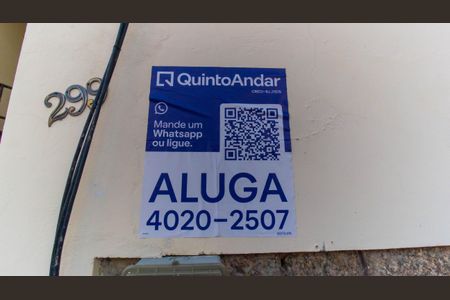 299
QuintoAndar
Mande um
Whatsapp
ou ligue.
ALUGA
4020-2507